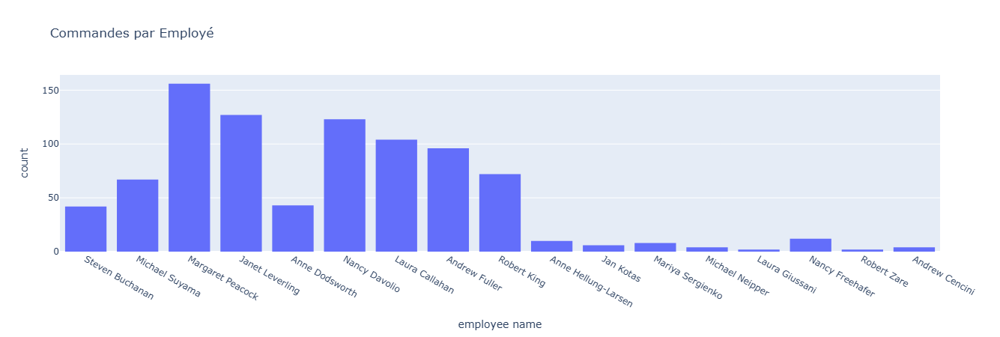 Commandes par Employé
150
100
50
0
count
Steven Buchanan
Michael Suyama
Margaret Peacock
Janet Leverling
Anne Dodsworth
Nancy Davolio
Laura Callahan
Andrew Fuller
Robert King
Anne Hellung-Larsen
Jan Kotas
Mariya Sergienko
Michael Neipper
Laura Giussani
Nancy Freehafer
Robert Zare
Andrew Cencini
employee name